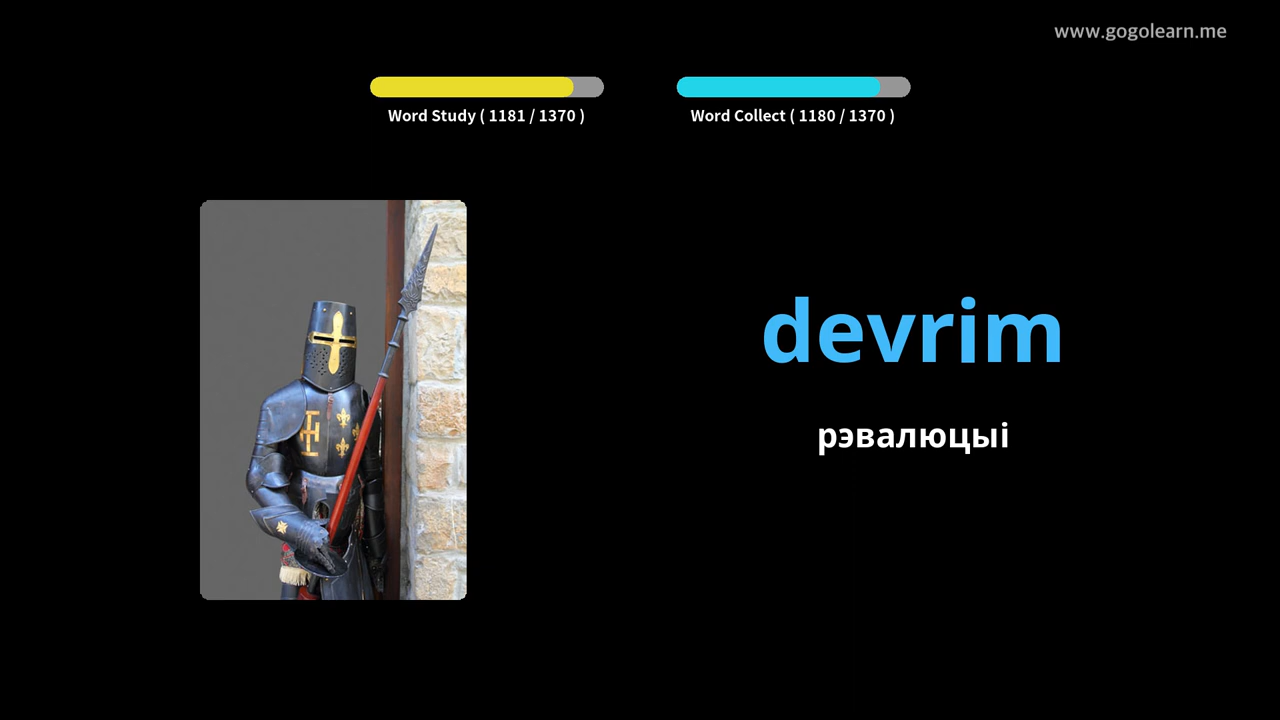 www.gogolearn.me
Word Study ( 1181 / 1370 )
Word Collect ( 1180 / 1370 )
devrim
рэвалюцыі